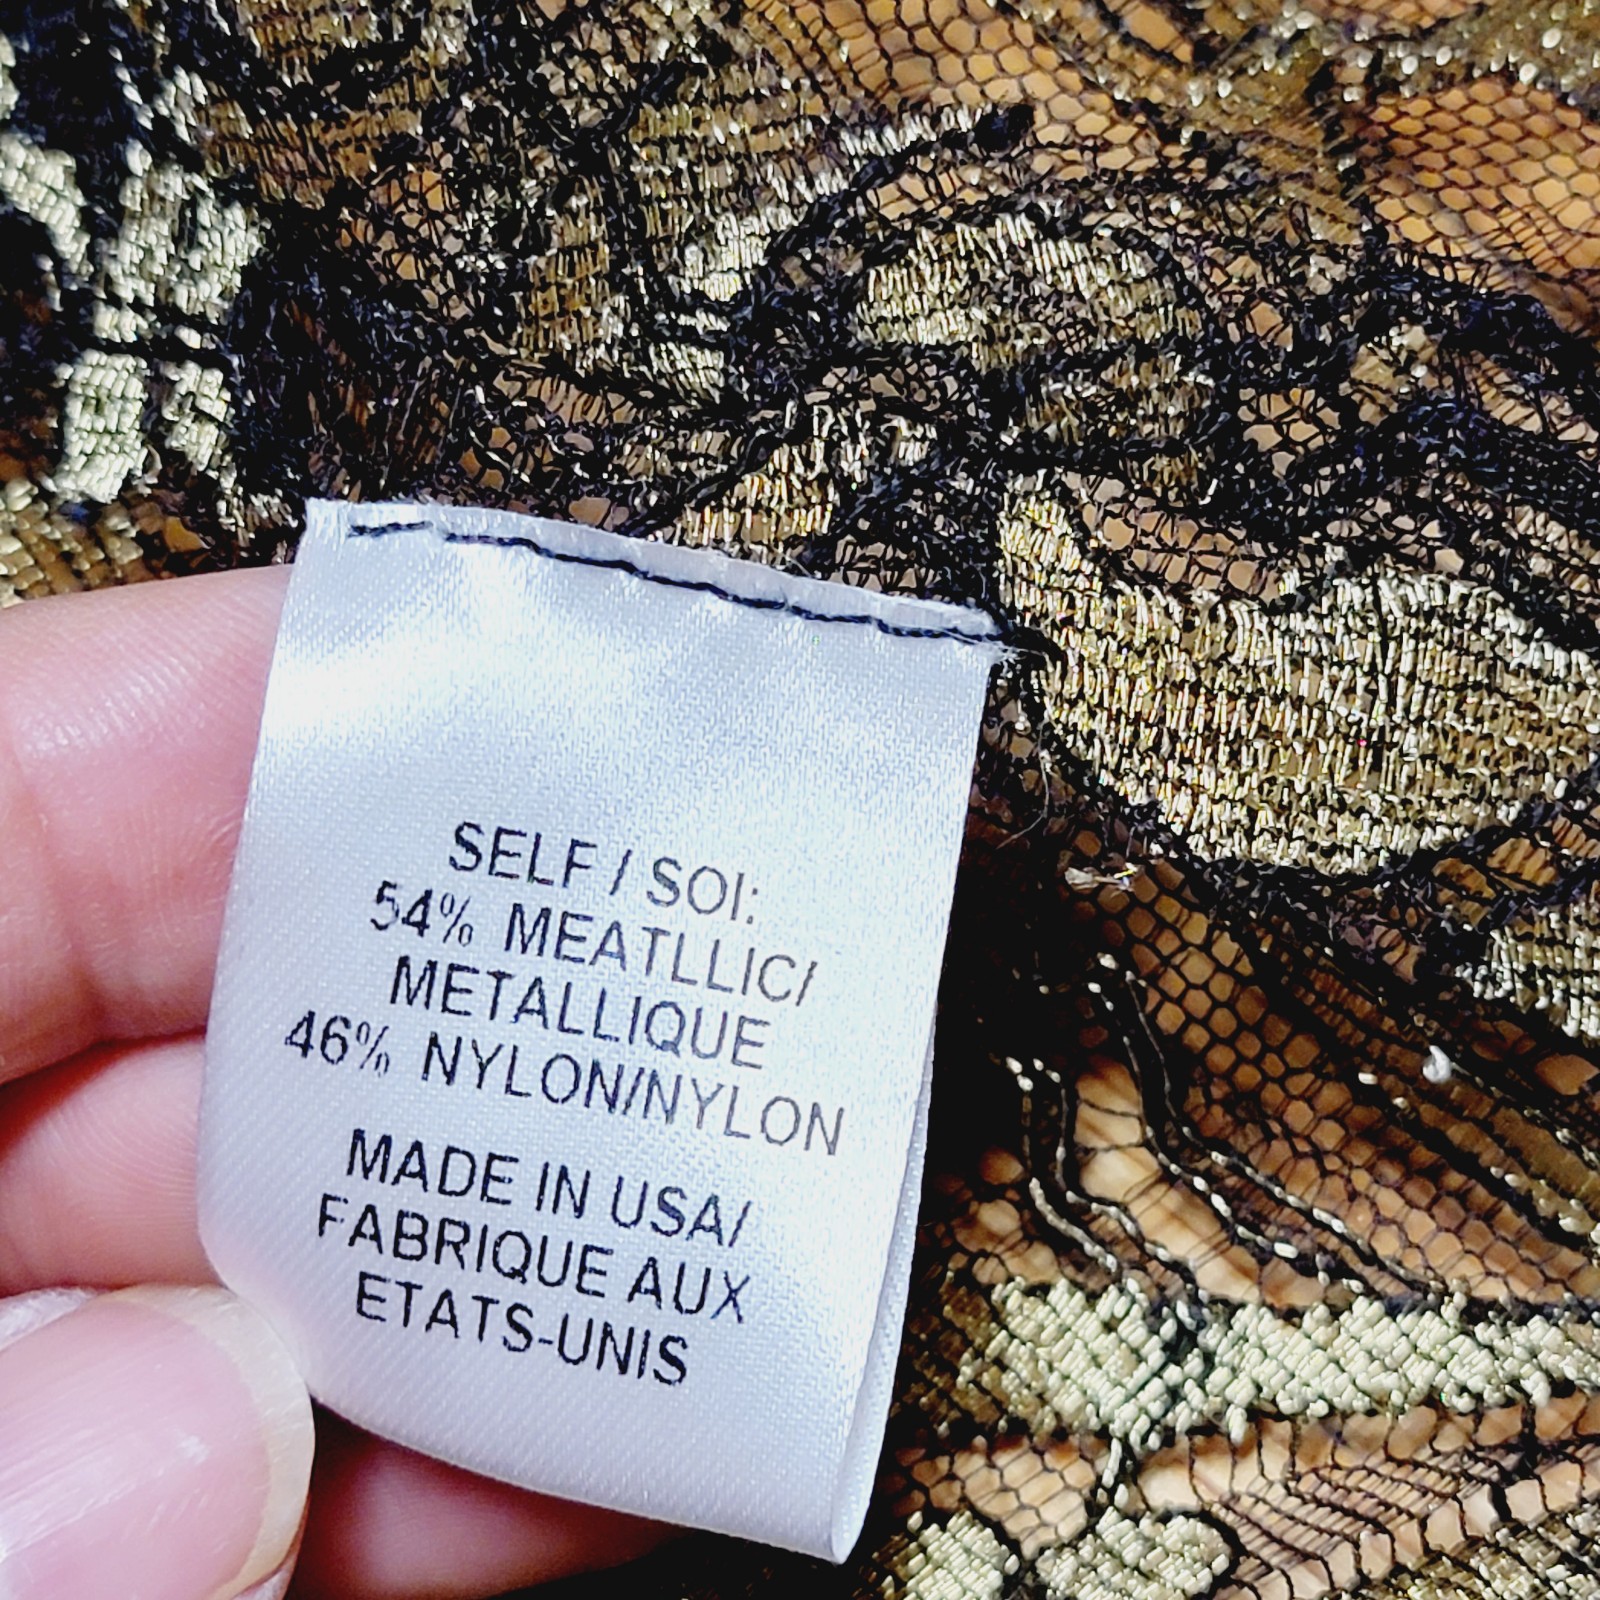 SELF / SOI:
54% MEATLLIC/
METALLIQUE
46% NYLON/NYLON
MADE IN USA/
FABRIQUE AUX
ETATS-UNIS